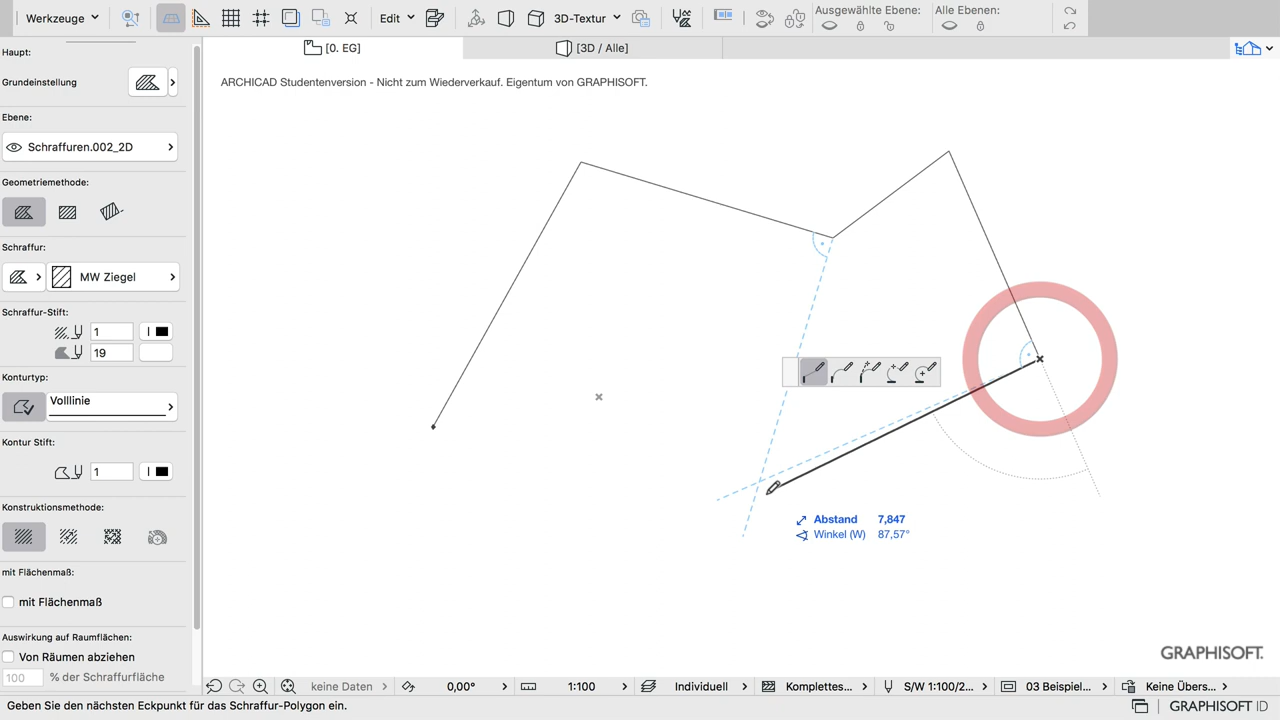 Werkzeuge
Edit
3D-Textur
Ausgewählte Ebene:
Alle Ebenen:
[0. EG]
[3D / Alle]
Haupt:
Grundeinstellung
ARCHICAD Studentenversion - Nicht zum Wiederverkauf. Eigentum von GRAPHISOFT.
Ebene:
Schraffuren.002_2D
Geometriemethode:
Schraffur:
MW Ziegel
Schraffur-Stift:
1
19
Konturtyp:
Volllinie
Kontur Stift:
1
Konstruktionsmethode:
Abstand 7,847
Winkel (W) 87,57°
mit Flächenmaß:
mit Flächenmaß
Auswirkung auf Raumflächen:
Von Räumen abziehen
100 % der Schraffurfläche
GRAPHISOFT.
keine Daten
0,00°
1:100
Individuell
Komplettes...
S/W 1:100/2...
03 Beispiel...
Keine Übers...
Geben Sie den nächsten Eckpunkt für das Schraffur-Polygon ein.
GRAPHISOFT ID